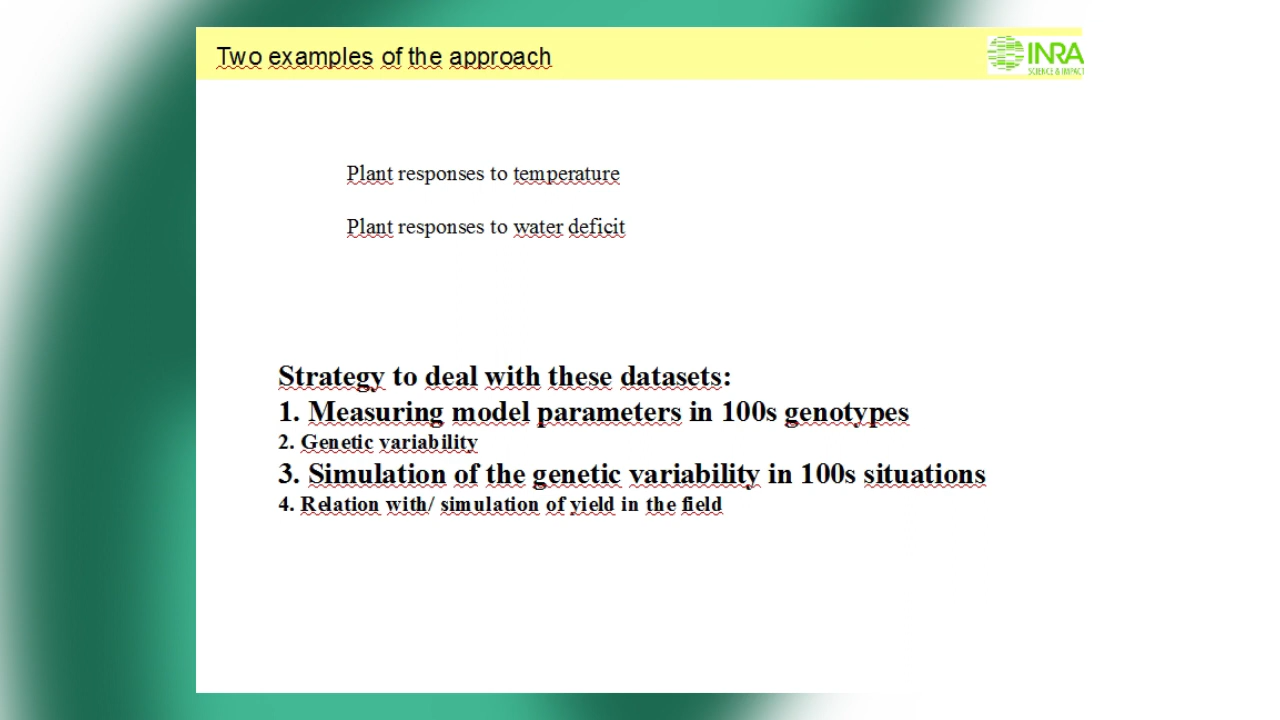 Two examples of the approach
INRA
SCIENCE & IMPACT
Plant responses to temperature
Plant responses to water deficit
Strategy to deal with these datasets:
1. Measuring model parameters in 100s genotypes
2. Genetic variability
3. Simulation of the genetic variability in 100s situations
4. Relation with/ simulation of yield in the field